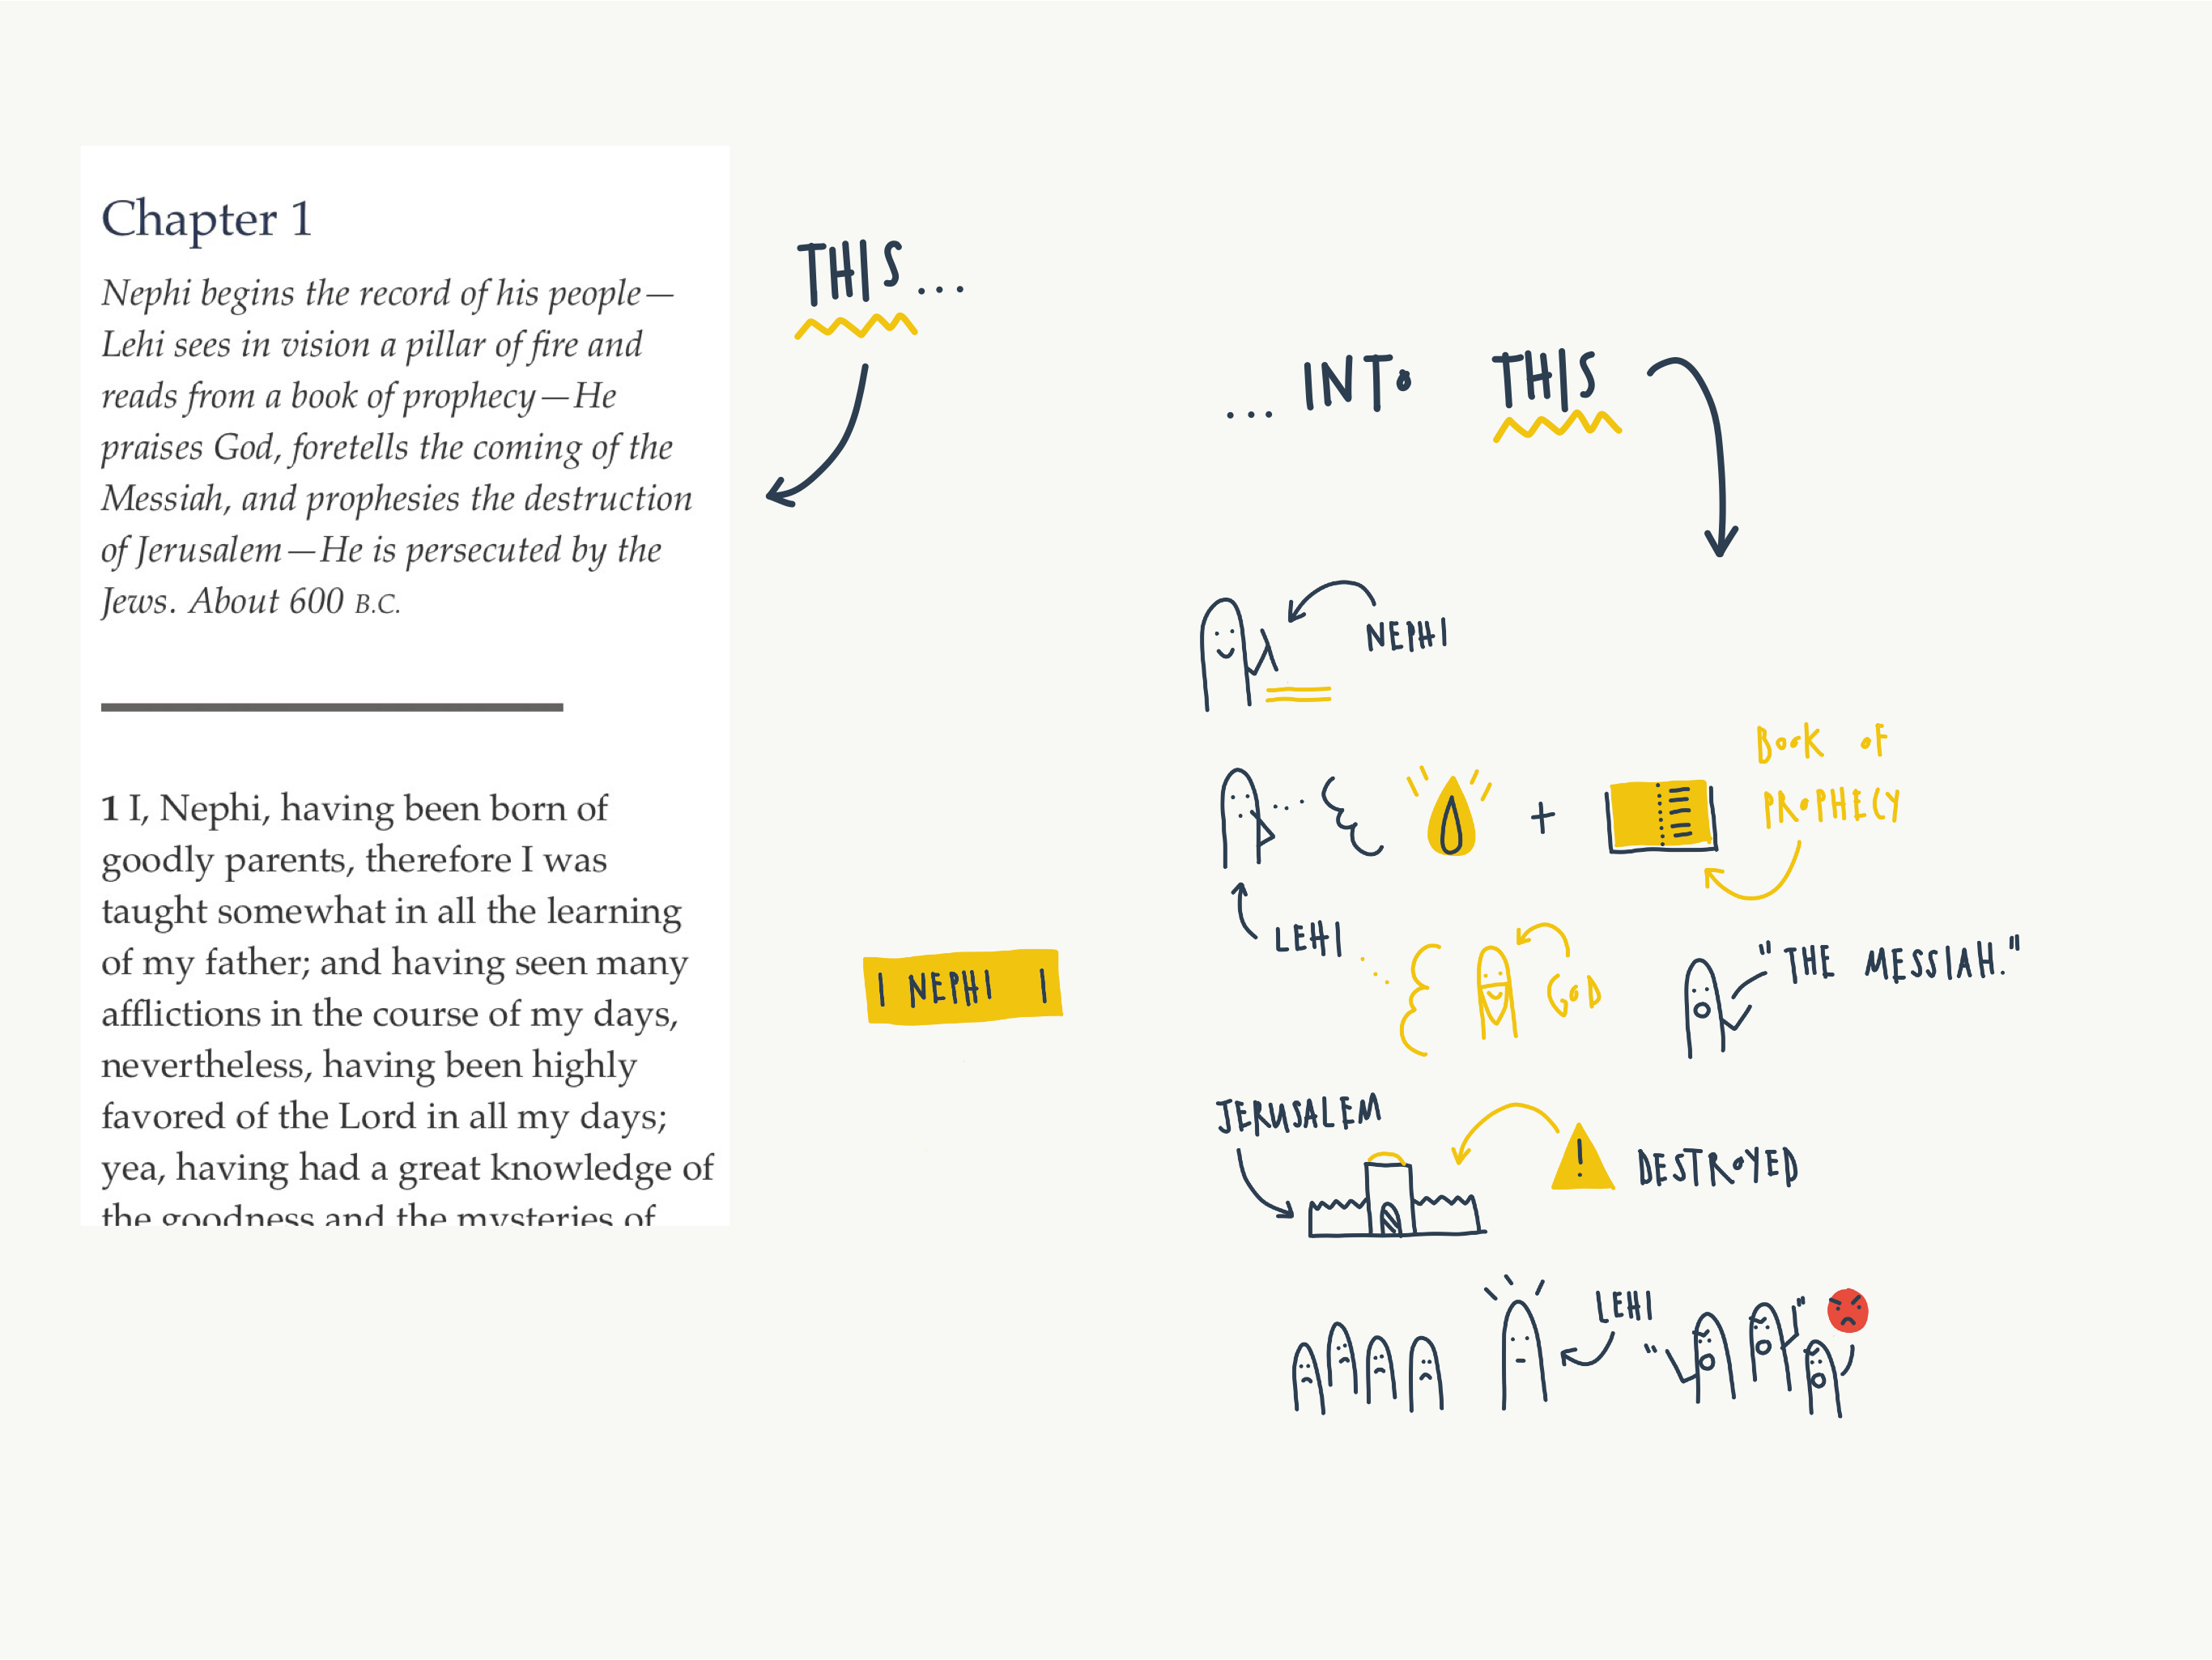 Chapter 1
Nephi begins the record of his people—
Lehi sees in vision a pillar of fire and
reads from a book of prophecy—He
praises God, foretells the coming of the
Messiah, and prophesies the destruction
of Jerusalem—He is persecuted by the
Jews. About 600 B.C.
1 I, Nephi, having been born of
goodly parents, therefore I was
taught somewhat in all the learning
of my father; and having seen many
afflictions in the course of my days,
nevertheless, having been highly
favored of the Lord in all my days;
yea, having had a great knowledge of
the goodness and the mysteries of
THIS...
...INTO THIS
1 NEPHI 1
NEPHI
BOOK OF
PROPHECY
LEHI
GOD
"THE MESSIAH."
JERUSALEM
DESTROYED
LEHI